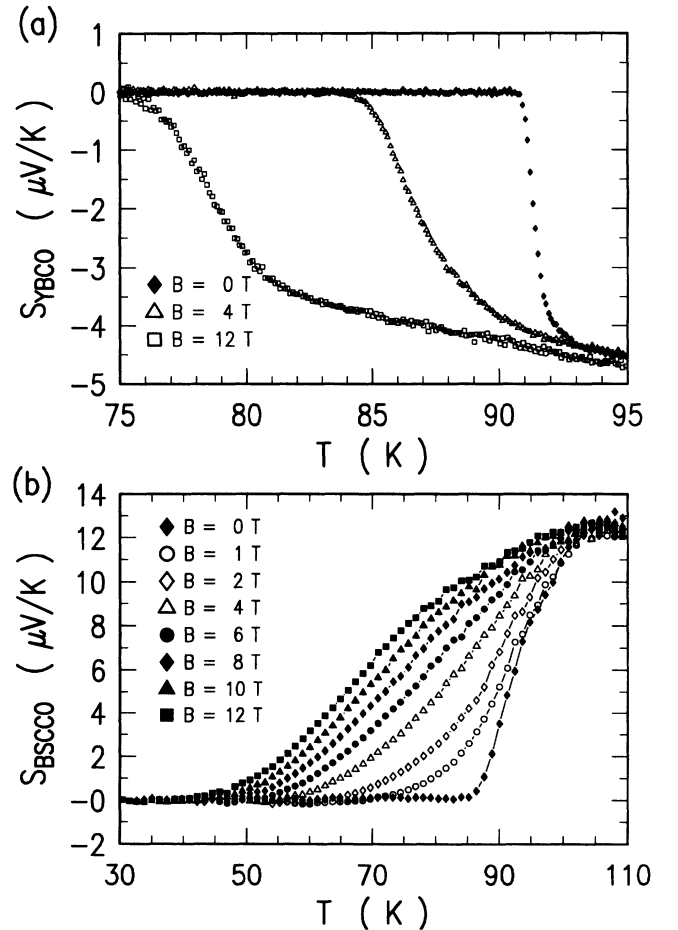 (a)
1
0
-1
-2
-3
-4
-5
S_YBCO ( μV/K )
B = 0 T
B = 4 T
B = 12 T
75 80 85 90 95
T ( K )
(b)
14
12
10
8
6
4
2
-0
-2
S_BSCCO ( μV/K )
B = 0 T
B = 1 T
B = 2 T
B = 4 T
B = 6 T
B = 8 T
B = 10 T
B = 12 T
30 50 70 90 110
T ( K )